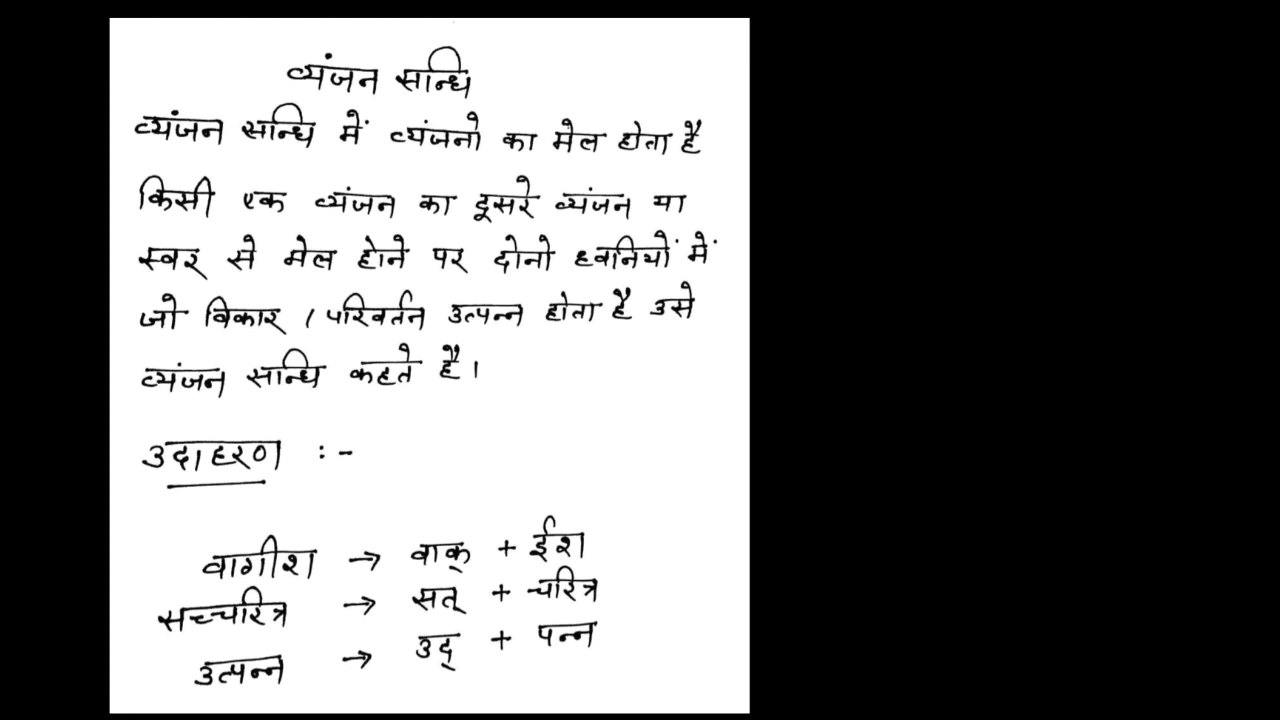 व्यंजन सन्धि
व्यंजन सन्धि में व्यंजनो का मेल होता है
किसी एक व्यंजन का दूसरे व्यंजन या
स्वर से मेल होने पर दोनो ध्वनियों में
जो विकार / परिवर्तन उत्पन्न होता है उसे
व्यंजन सन्धि कहते है।
उदाहरण :-
वागीश → वाक् + ईश
सच्चरित्र → सत् + चरित्र
उत्पन्न → उद् + पन्न